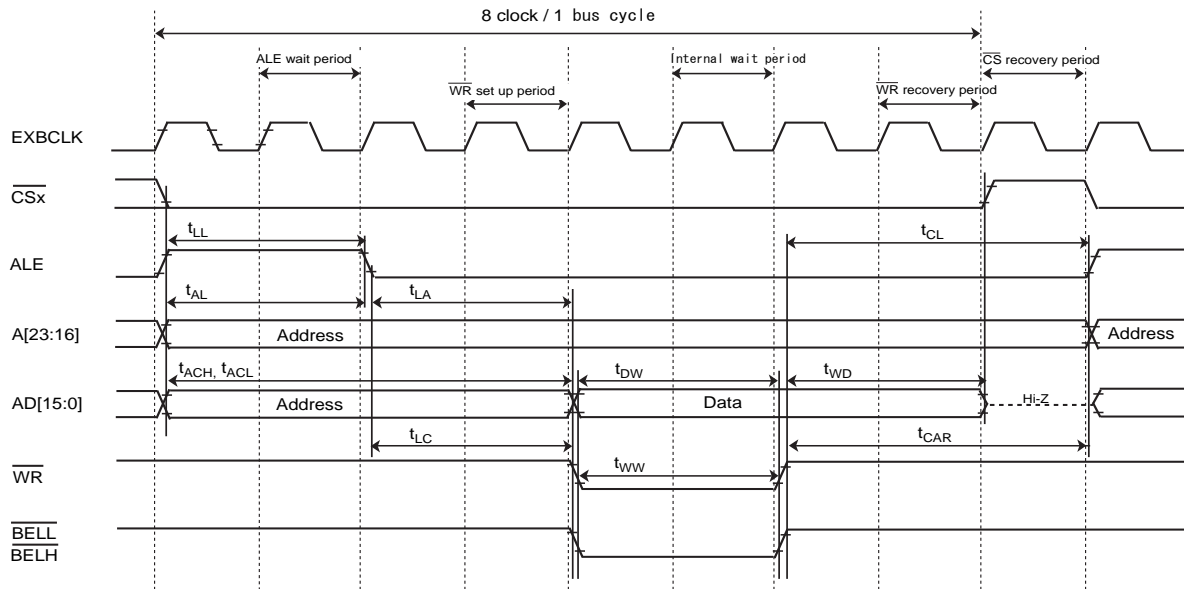 8 clock / 1 bus cycle
ALE wait period
Internal wait period
CS recovery period
WR set up period
WR recovery period
EXBCLK
CSx
tLL
tCL
ALE
tAL
tLA
A[23:16]
Address
Address
tACH, tACL
tDW
tWD
AD[15:0]
Address
Data
Hi-Z
tLC
tCAR
WR
tWW
BELL
BELH